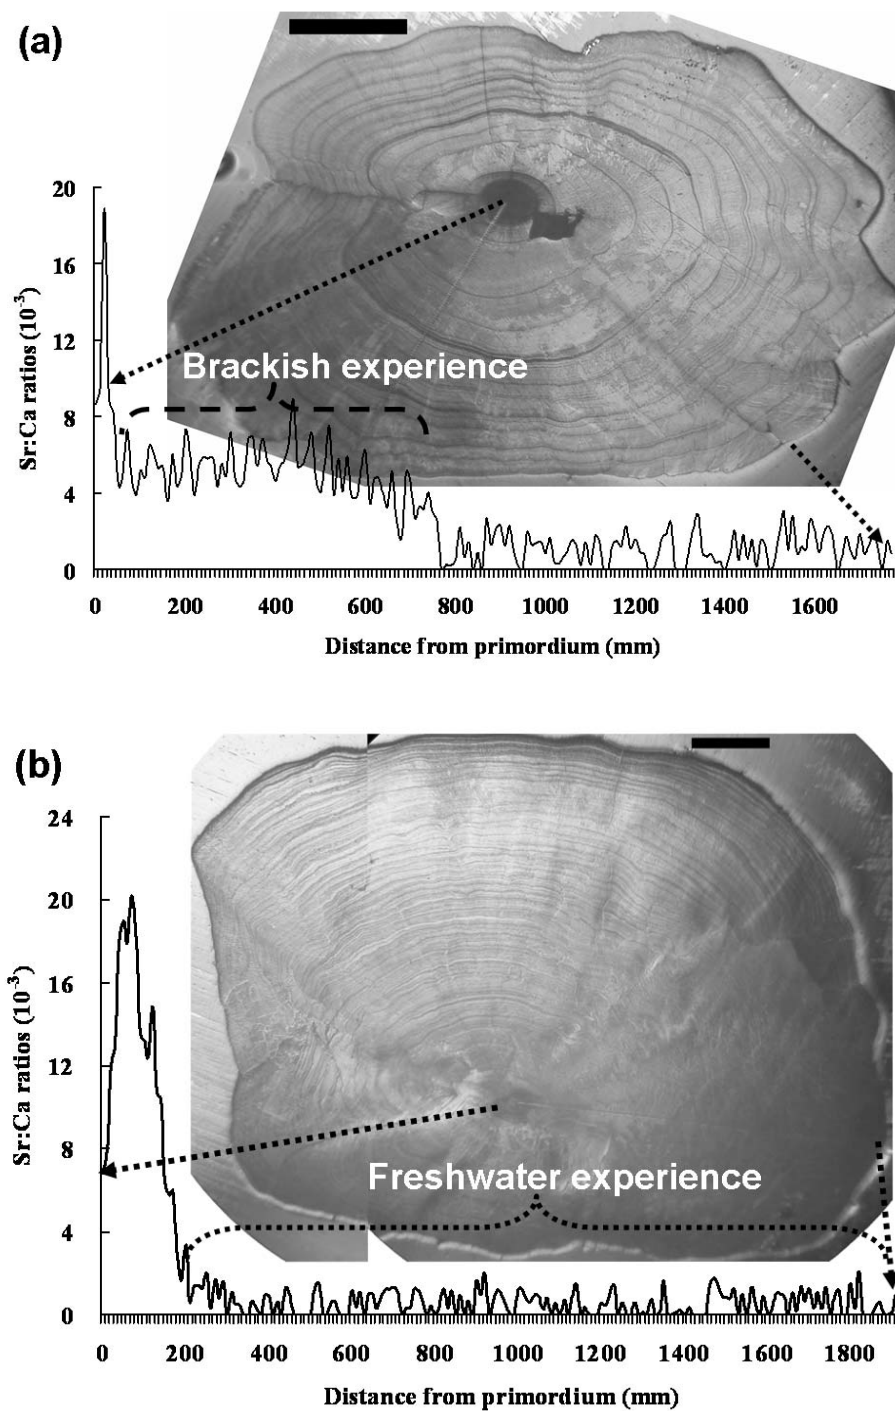 (a)
20
16
12
8
4
0
Sr:Ca ratios (10⁻³)
Brackish experience
0 200 400 600 800 1000 1200 1400 1600
Distance from primordium (mm)
(b)
24
20
16
12
8
4
0
Sr:Ca ratios (10⁻³)
Freshwater experience
0 200 400 600 800 1000 1200 1400 1600 1800
Distance from primordium (mm)